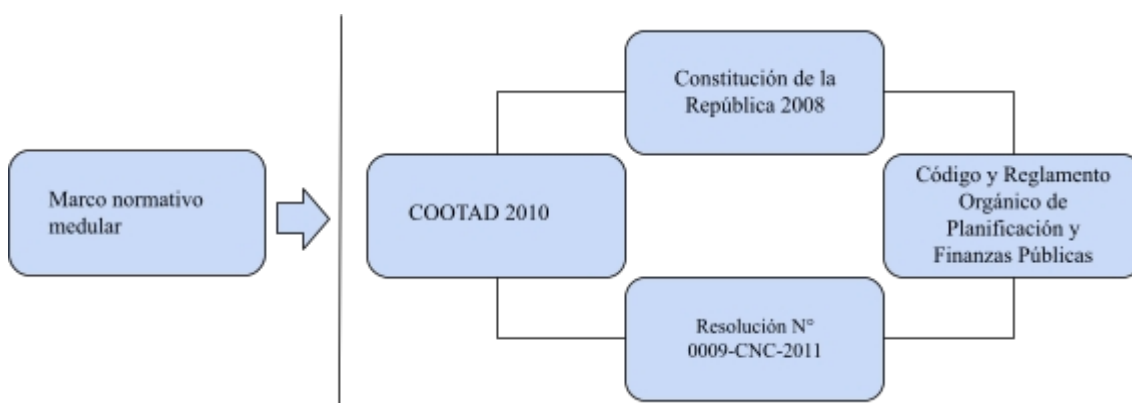 Marco normativo
medular
Constitución de la
República 2008
COOTAD 2010
Código y Reglamento
Orgánico de
Planificación y
Finanzas Públicas
Resolución N°
0009-CNC-2011